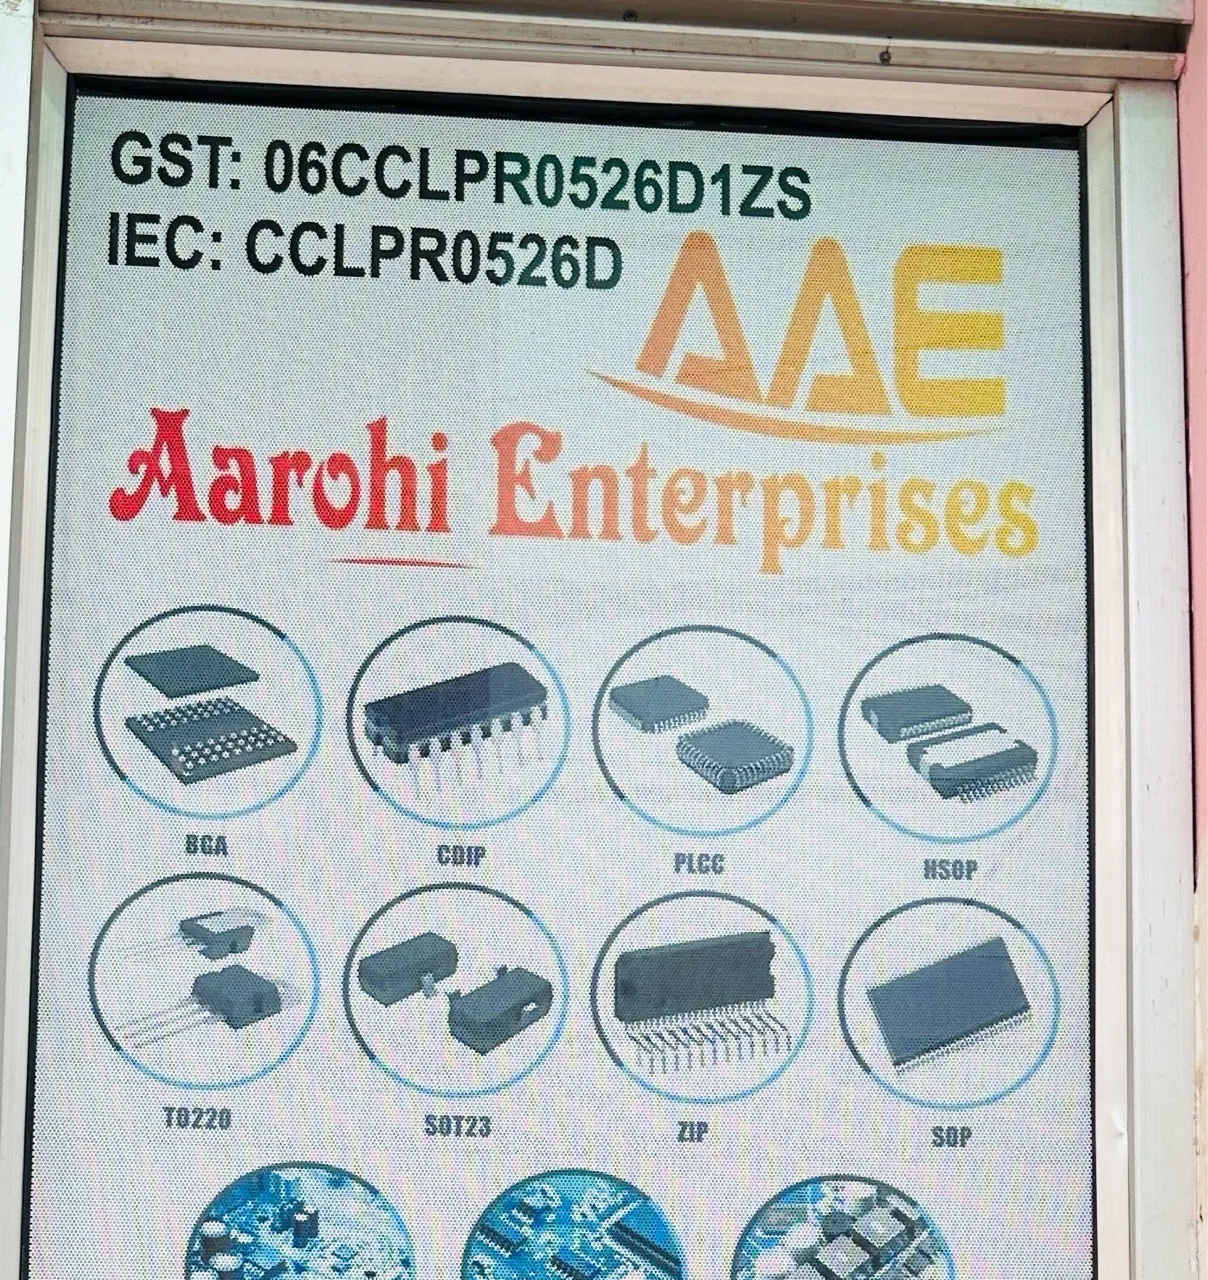 GST: 06CCLPR0526D1ZS
IEC: CCLPR0526D
AAE
Aarohi Enterprises
BGA
CDIP
PLCC
HSOP
TO220
SOT23
ZIP
SOP